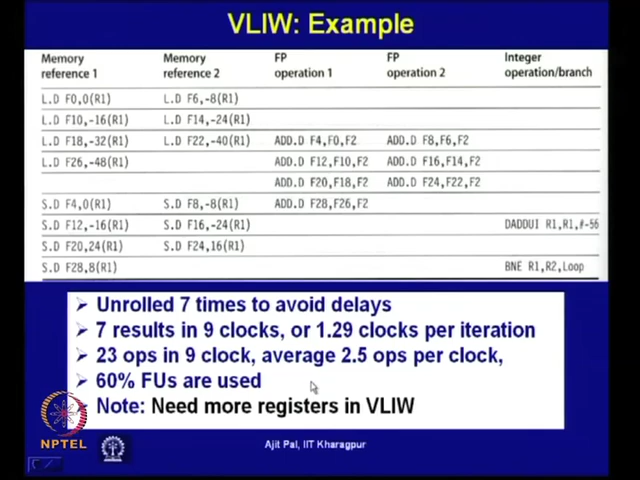 VLIW: Example
Memory reference 1 Memory reference 2 FP operation 1 FP operation 2 Integer operation/branch
L.D F0,0(R1) L.D F6,-8(R1)
L.D F10,-16(R1) L.D F14,-24(R1)
L.D F18,-32(R1) L.D F22,-40(R1) ADD.D F4,F0,F2 ADD.D F8,F6,F2
L.D F26,-48(R1) ADD.D F12,F10,F2 ADD.D F16,F14,F2
ADD.D F20,F18,F2 ADD.D F24,F22,F2
S.D F4,0(R1) S.D F8,-8(R1) ADD.D F28,F26,F2
S.D F12,-16(R1) S.D F16,-24(R1) DADDUI R1,R1,#-56
S.D F20,24(R1) S.D F24,16(R1)
S.D F28,8(R1) BNE R1,R2,Loop
Unrolled 7 times to avoid delays
7 results in 9 clocks, or 1.29 clocks per iteration
23 ops in 9 clock, average 2.5 ops per clock,
60% FUs are used
Note: Need more registers in VLIW
NPTEL
Ajit Pal, IIT Kharagpur